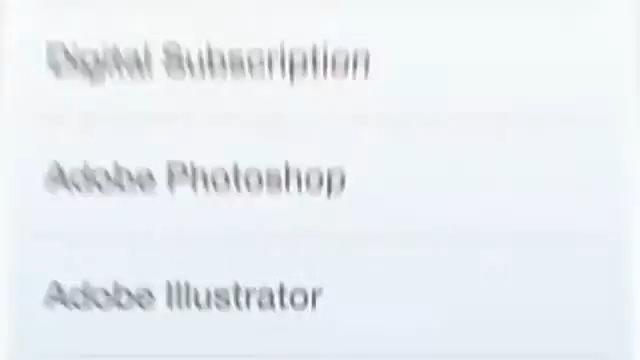 Digital Subscription
Adobe Photoshop
Adobe Illustrator